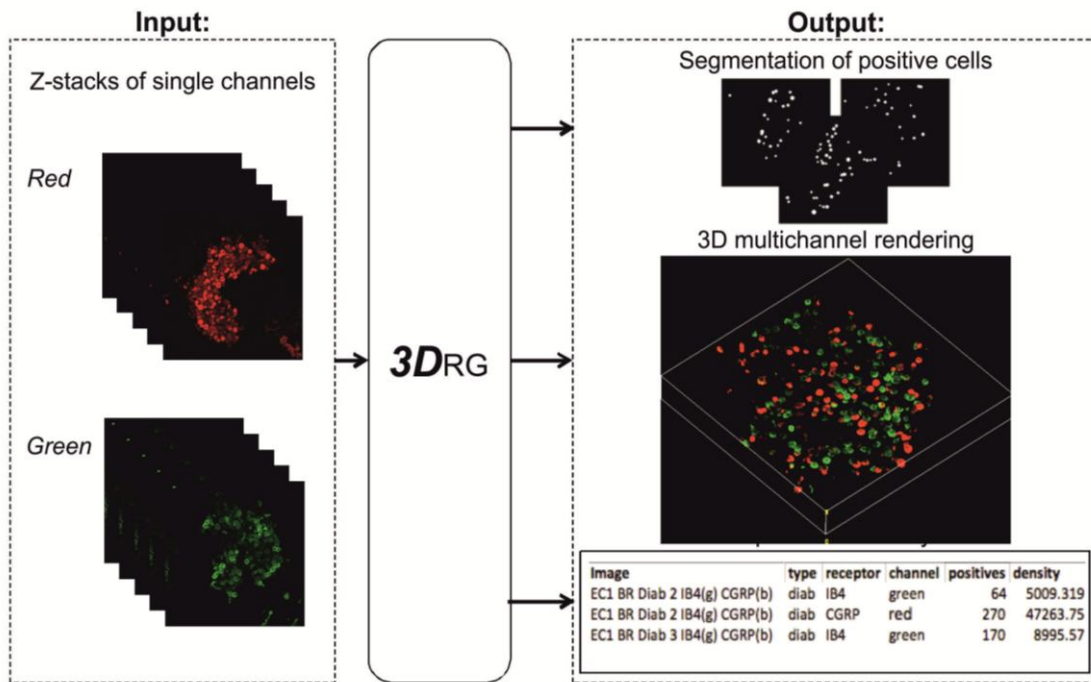 Input:
Z-stacks of single channels
Red
Green
3DRG
Output:
Segmentation of positive cells
3D multichannel rendering
Image type receptor channel positives density
EC1 BR Diab 2 IB4(g) CGRP(b) diab IB4 green 64 5009.319
EC1 BR Diab 2 IB4(g) CGRP(b) diab CGRP red 270 47263.75
EC1 BR Diab 3 IB4(g) CGRP(b) diab IB4 green 170 8995.57